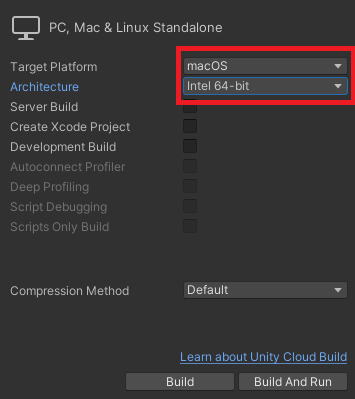 PC, Mac & Linux Standalone
Target Platform macOS
Architecture Intel 64-bit
Server Build
Create Xcode Project
Development Build
Autoconnect Profiler
Deep Profiling
Script Debugging
Scripts Only Build
Compression Method Default
Learn about Unity Cloud Build
Build Build And Run